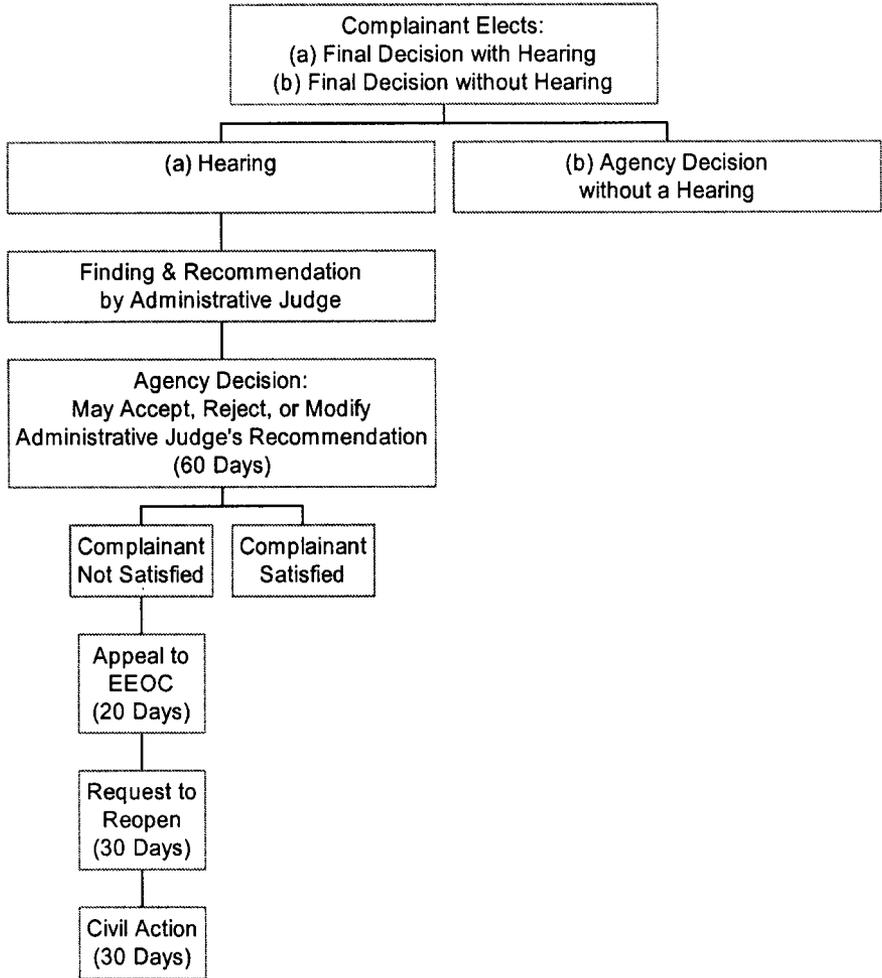 Complainant Elects:
(a) Final Decision with Hearing
(b) Final Decision without Hearing
(a) Hearing
(b) Agency Decision
without a Hearing
Finding & Recommendation
by Administrative Judge
Agency Decision:
May Accept, Reject, or Modify
Administrative Judge's Recommendation
(60 Days)
Complainant
Not Satisfied
Complainant
Satisfied
Appeal to
EEOC
(20 Days)
Request to
Reopen
(30 Days)
Civil Action
(30 Days)